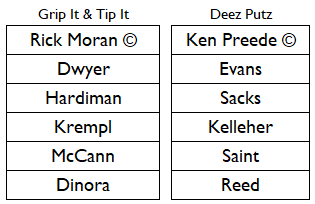 Grip It & Tip It
Rick Moran ©
Dwyer
Hardiman
Krempl
McCann
Dinora
Deez Putz
Ken Preede ©
Evans
Sacks
Kelleher
Saint
Reed